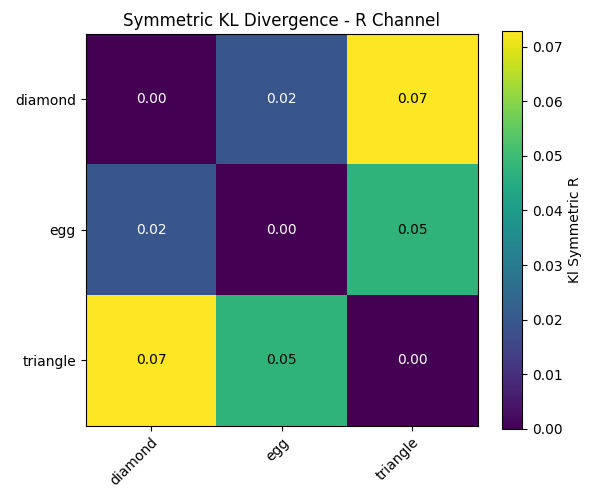 Symmetric KL Divergence - R Channel
diamond 0.00 0.02 0.07
egg 0.02 0.00 0.05
triangle 0.07 0.05 0.00
diamond egg triangle
0.07
0.06
0.05
0.04
0.03
0.02
0.01
0.00
Kl Symmetric R